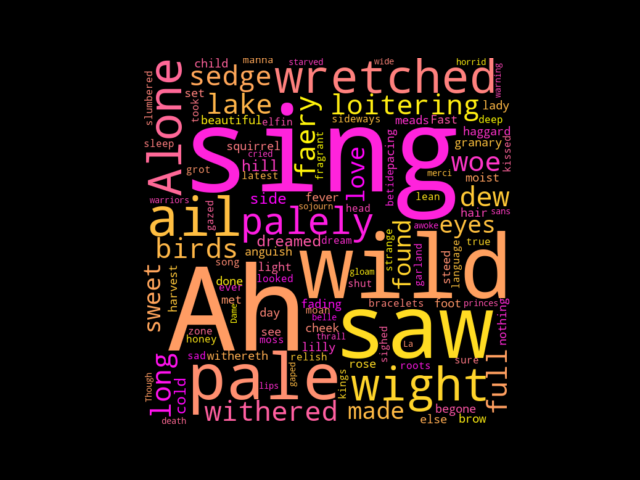 child manna starved wide horrid
slumbered Alone sedge wretched warning
took set lake faery loitering lady
beautiful elfin sideways meads Fast deep
sleep squirrel cried sing fragrant love betidepacing haggard granary kissed
grot hill latest merci woe moist
warriors ail gazed side fever sojourn head lean dew
palely hair sans
birds dreamed dream strange found awoke garland eyes
anguish steed language true
sweet harvest song light wild
done ever looked gloam shut
met Ah fading bracelets foot princes
Dame day moan belle saw nothing
zone see cheek thrall sighed
honey moss lilly La
sad withereth relish rose roots sure
long cold pale gaped kings wight full
Though lips
withered made begone
death else brow